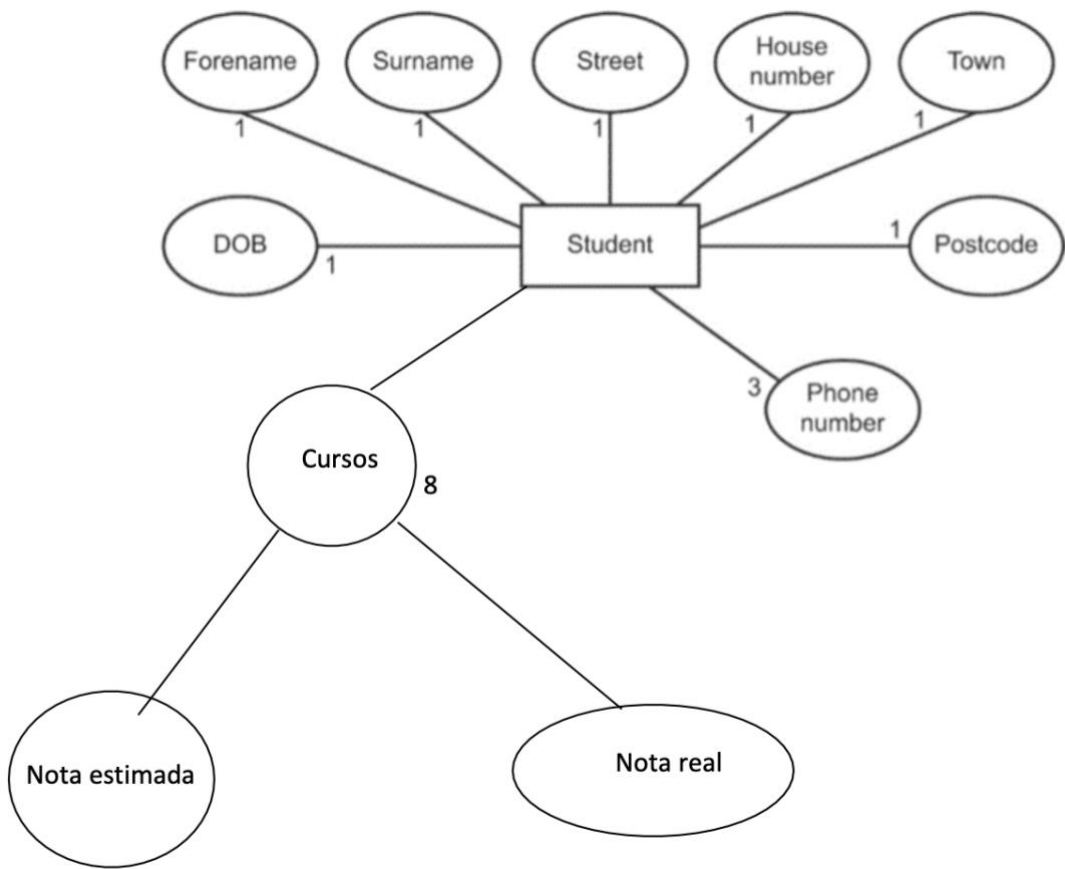 Forename
Surname
Street
House
number
Town
1
1
1
1
1
DOB
Student
Postcode
1
1
Phone
number
3
Cursos
8
Nota estimada
Nota real